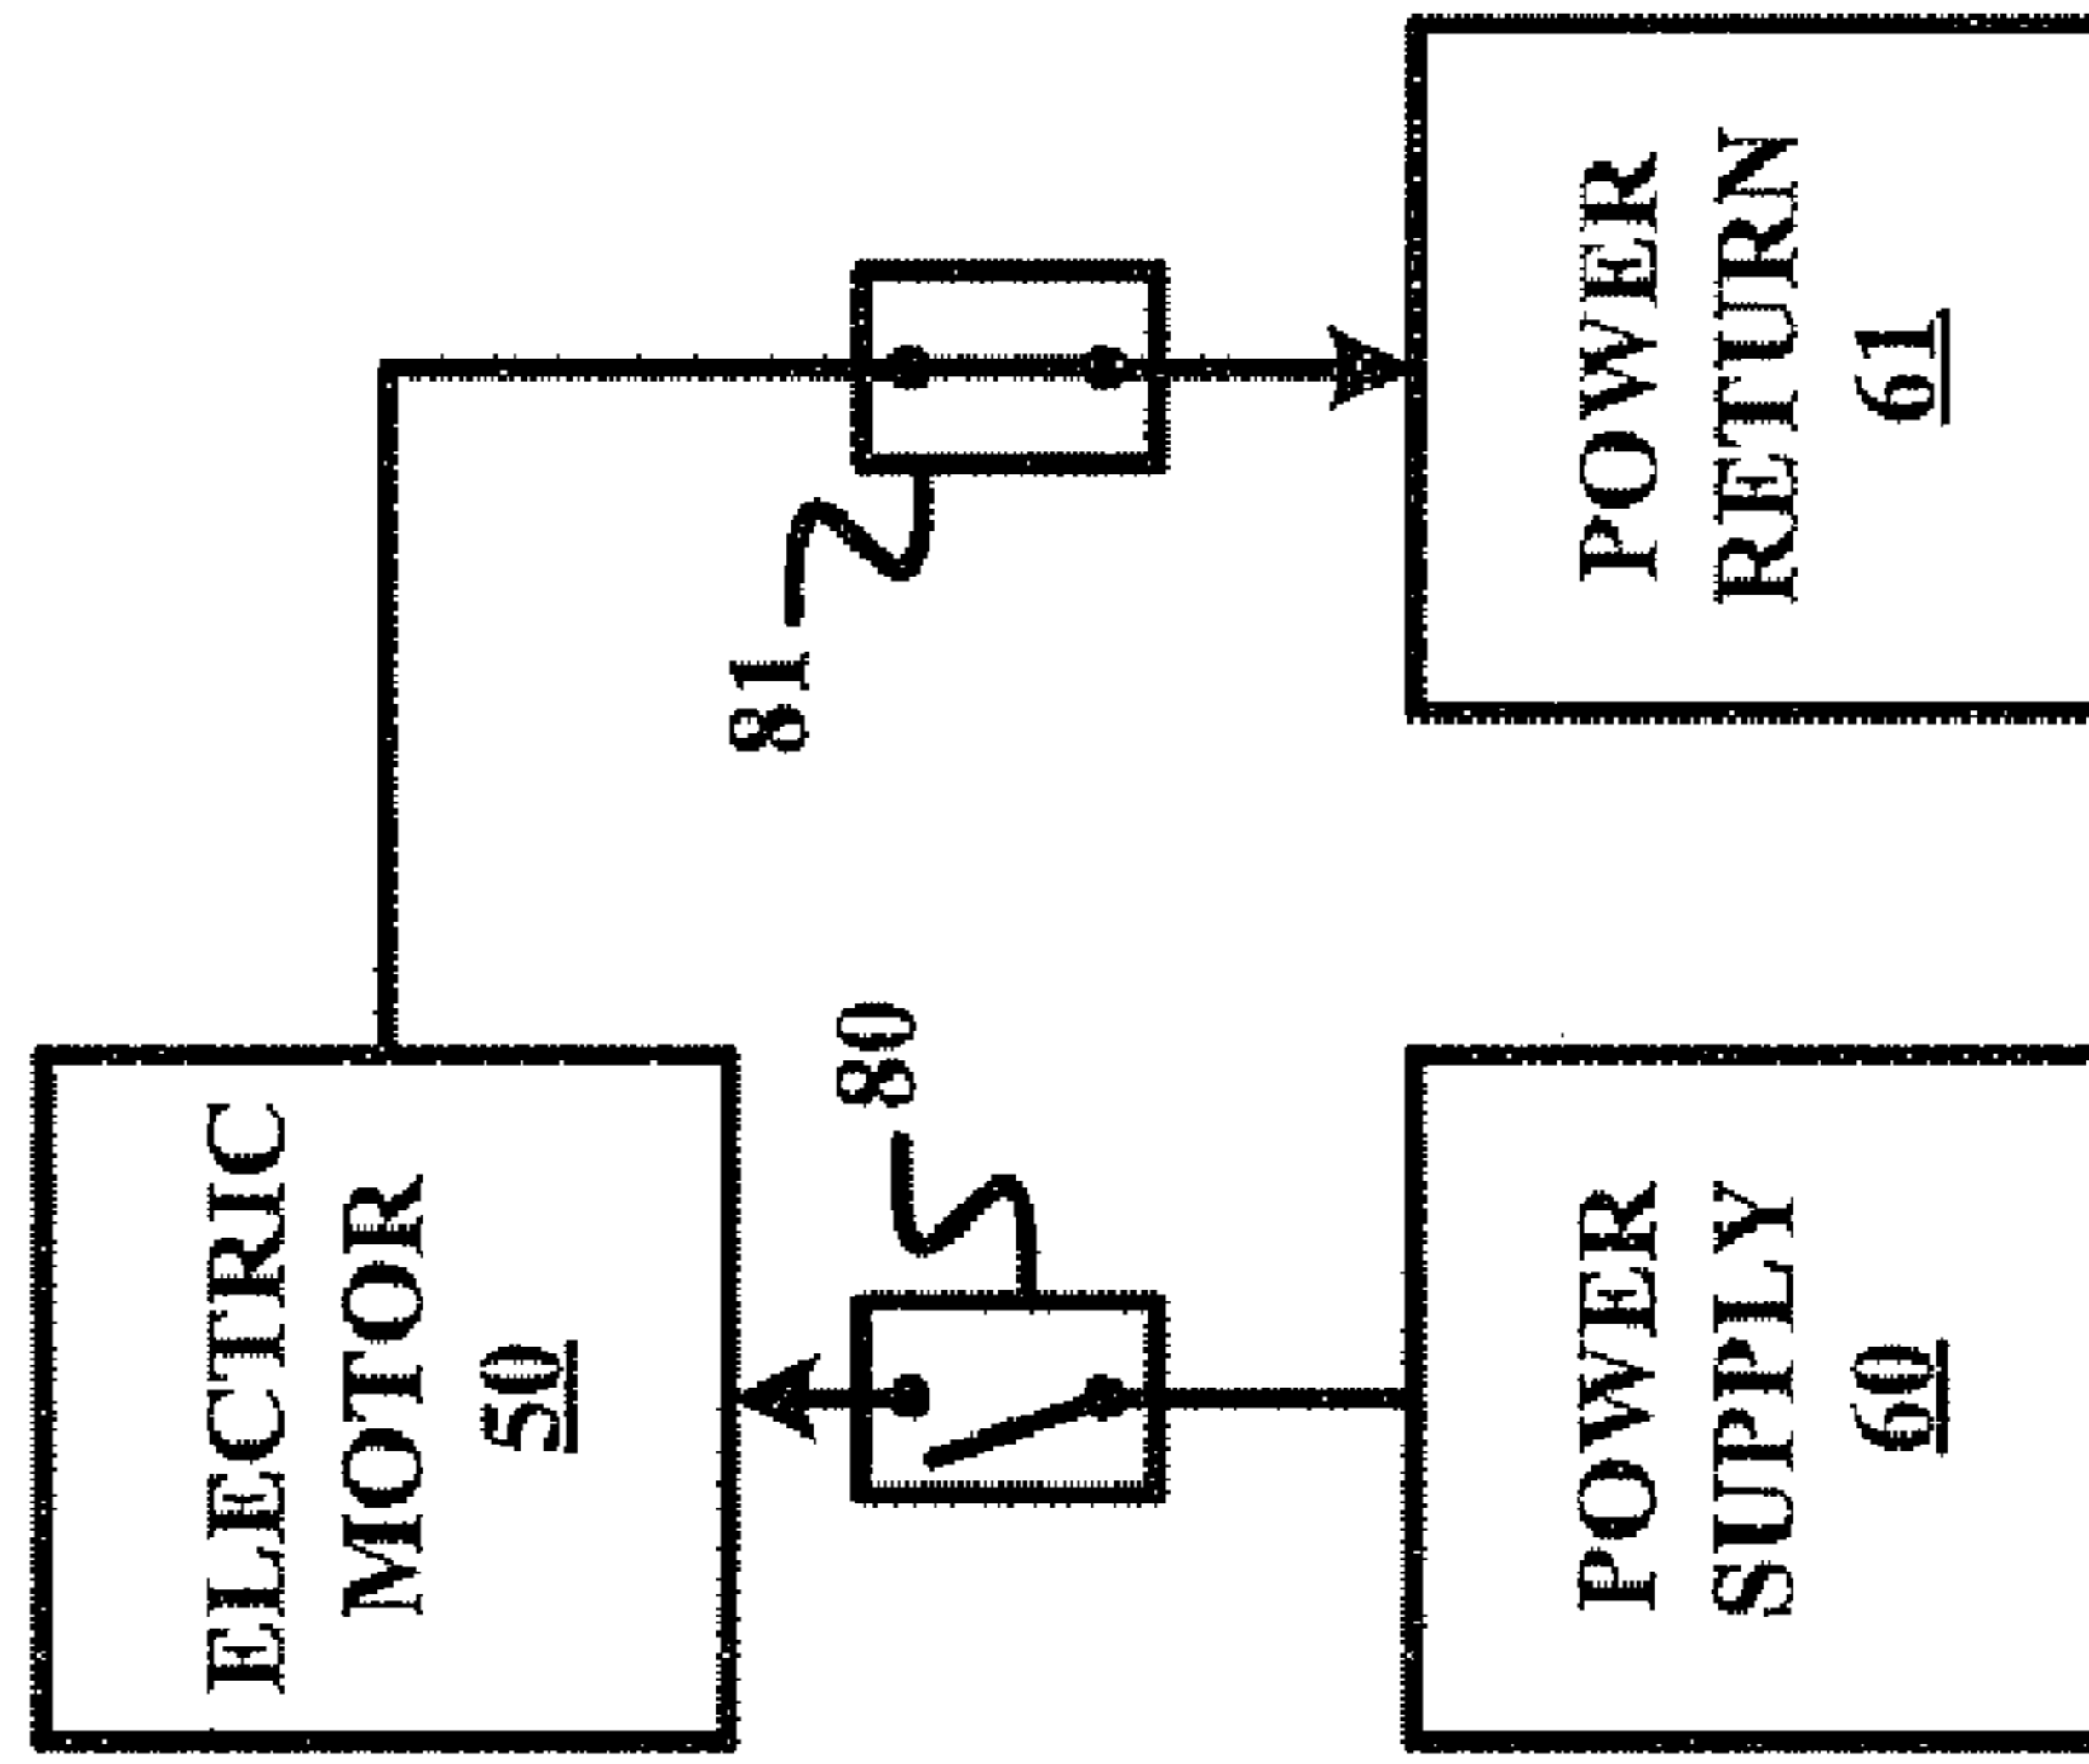 ELECTRIC
MOTOR
50
80
81
POWER
SUPPLY
60
POWER
RETURN
61